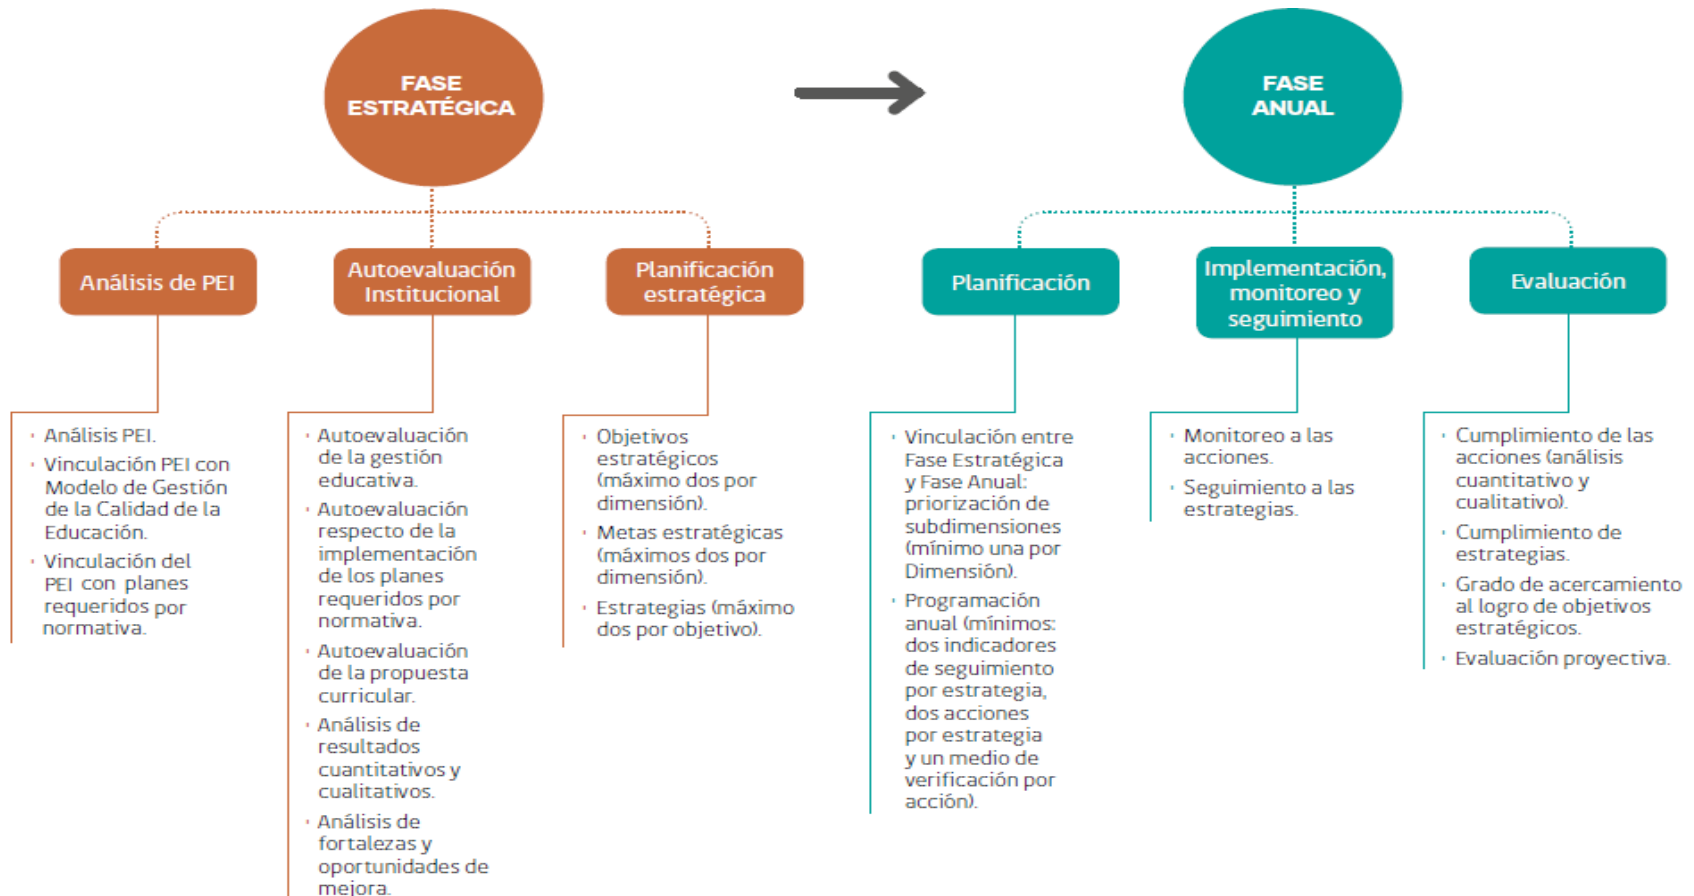 FASE
ESTRATÉGICA
FASE
ANUAL
Análisis de PEI
Autoevaluación
Institucional
Planificación
estratégica
Planificación
Implementación,
monitoreo y
seguimiento
Evaluación
· Análisis PEI.
· Vinculación PEI con
Modelo de Gestión
de la Calidad de la
Educación.
· Vinculación del
PEI con planes
requeridos por
normativa.
· Autoevaluación
de la gestión
educativa.
· Autoevaluación
respecto de la
implementación
de los planes
requeridos por
normativa.
· Autoevaluación
de la propuesta
curricular.
· Análisis de
resultados
cuantitativos y
cualitativos.
· Análisis de
fortalezas y
oportunidades de
mejora.
· Objetivos
estratégicos
(máximo dos por
dimensión).
· Metas estratégicas
(máximos dos por
dimensión).
· Estrategias (máximo
dos por objetivo).
· Vinculación entre
Fase Estratégica
y Fase Anual:
priorización de
subdimensiones
(mínimo una por
Dimensión).
· Programación
anual (mínimos:
dos indicadores
de seguimiento
por estrategia,
dos acciones
por estrategia
y un medio de
verificación por
acción).
· Monitoreo a las
acciones.
· Seguimiento a las
estrategias.
· Cumplimiento de las
acciones (análisis
cuantitativo y
cualitativo).
· Cumplimiento de
estrategias.
· Grado de acercamiento
al logro de objetivos
estratégicos.
· Evaluación proyectiva.